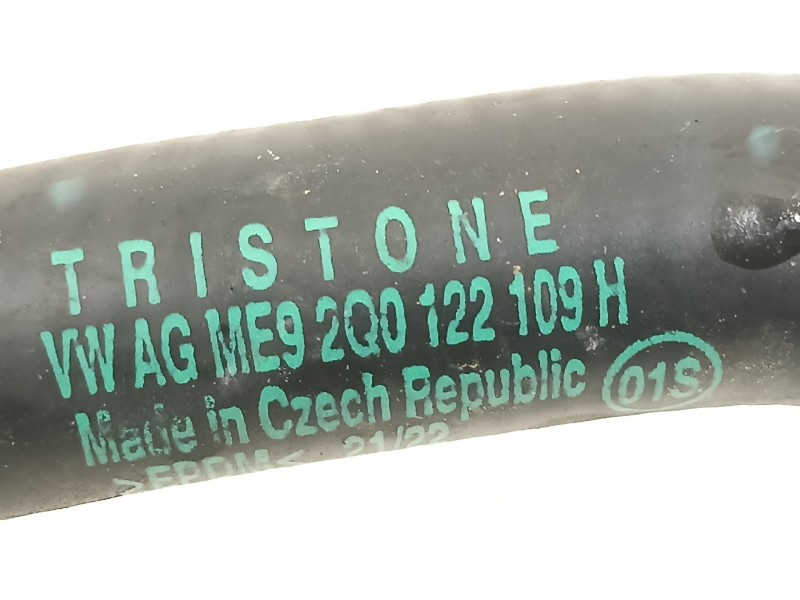 TRISTONE
VW AG ME9 2Q0 122 109 H
Made in Czech Republic 01S
>EPDM< 21/22